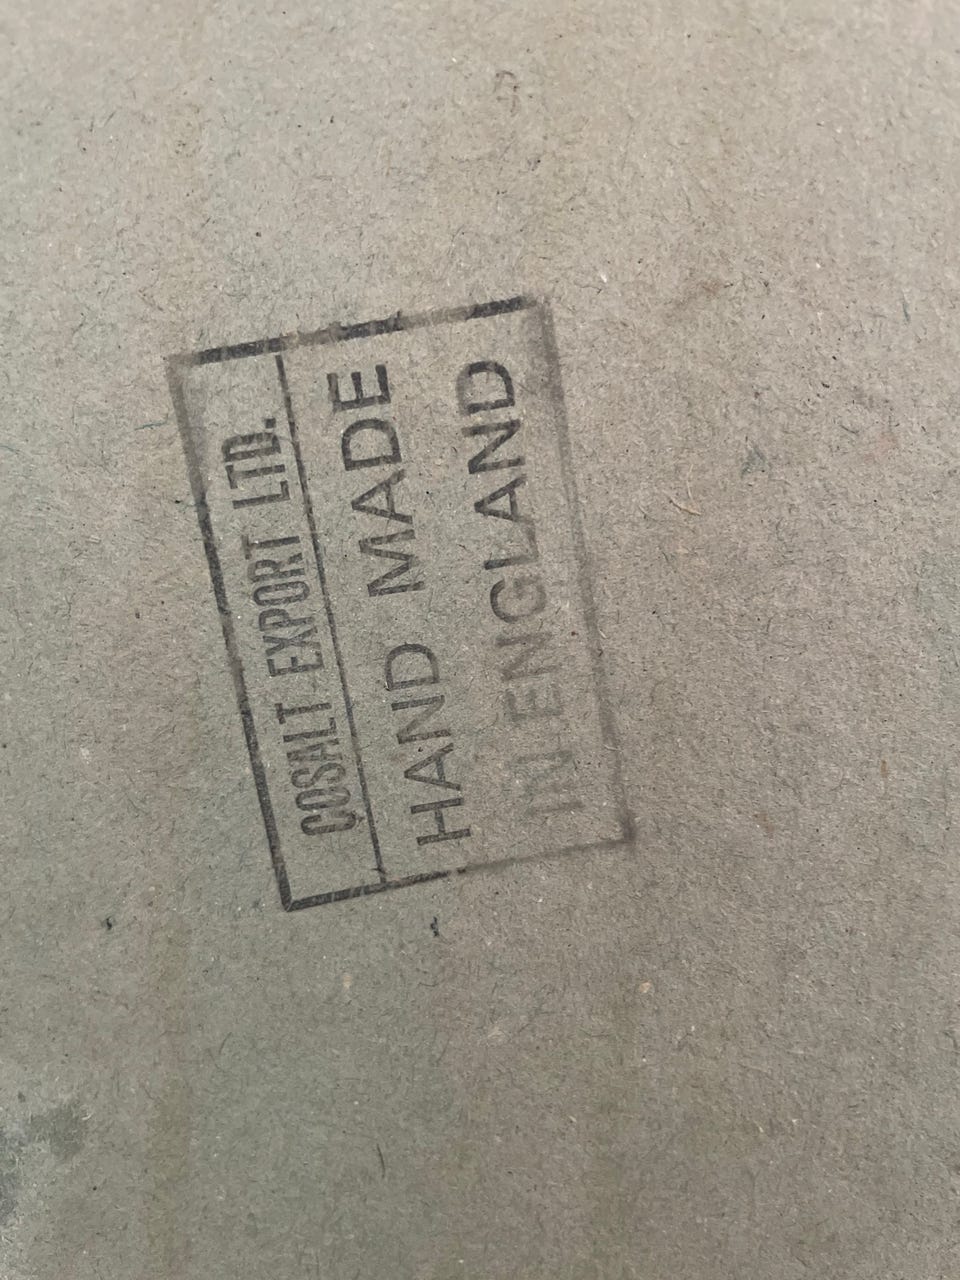 COSALT EXPORT LTD.
HAND MADE
IN ENGLAND